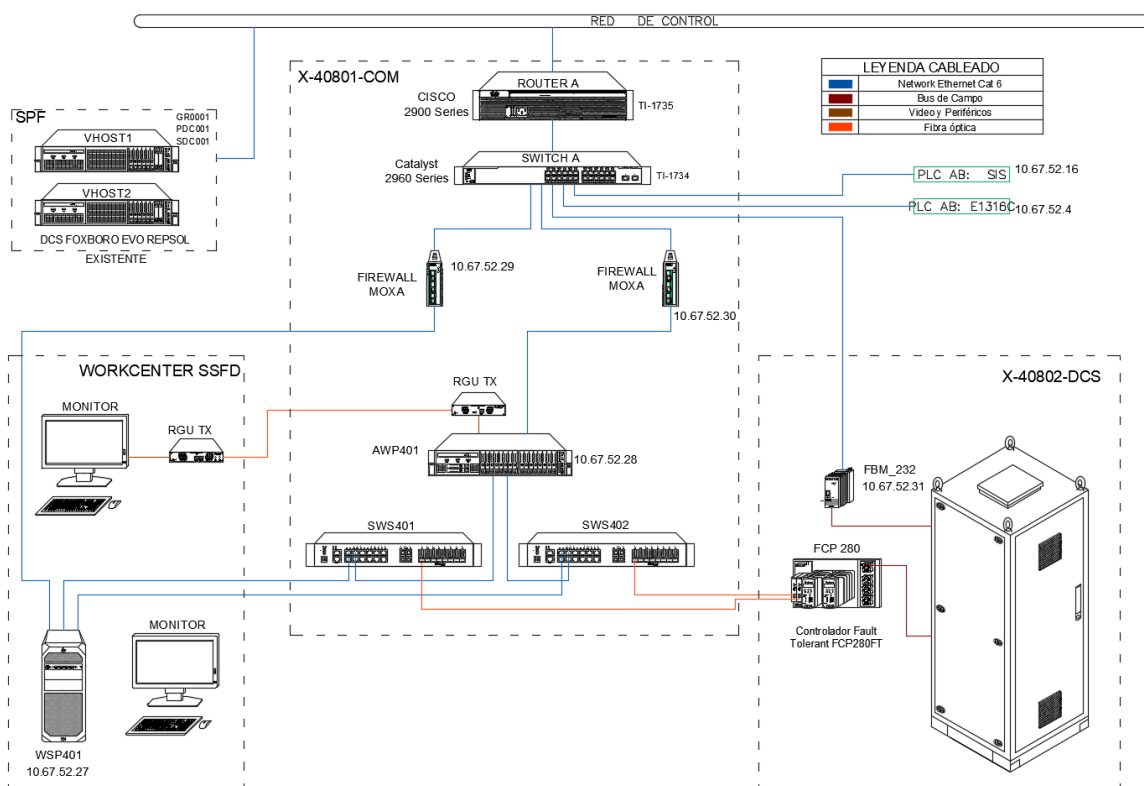 RED DE CONTROL
X-40801-COM
ROUTER A
CISCO
2900 Series
TI-1735
LEYENDA CABLEADO
Network Ethernet Cat 6
Bus de Campo
Video y Periféricos
Fibra óptica
SPF
GR0001
PDC001
SDC001
VHOST1
VHOST2
DCS FOXBORO EVO REPSOL
EXISTENTE
SWITCH A
Catalyst
2960 Series
TI-1734
PLC AB: SIS
10.67.52.16
PLC AB: E1316C
10.67.52.4
FIREWALL
MOXA
10.67.52.29
FIREWALL
MOXA
10.67.52.30
WORKCENTER SSFD
MONITOR
RGU TX
RGU TX
AWP401
10.67.52.28
X-40802-DCS
FBM_232
10.67.52.31
SWS401
SWS402
FCP 280
Controlador Fault
Tolerant FCP280FT
MONITOR
WSP401
10.67.52.27